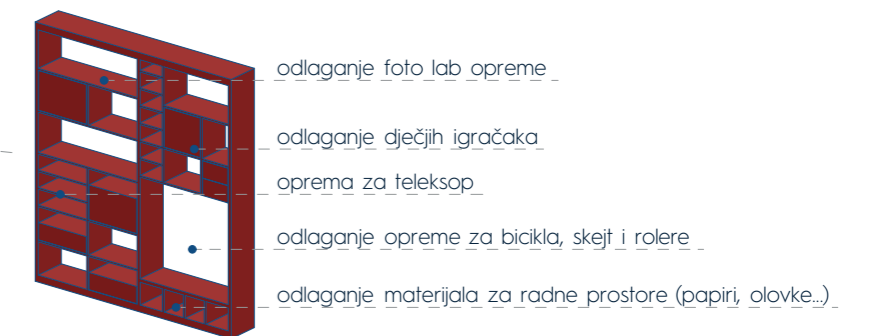 odlaganje foto lab opreme
odlaganje dječjih igračaka
oprema za teleksop
odlaganje opreme za bicikla, skejt i rolere
odlaganje materijala za radne prostore (papiri, olovke...)